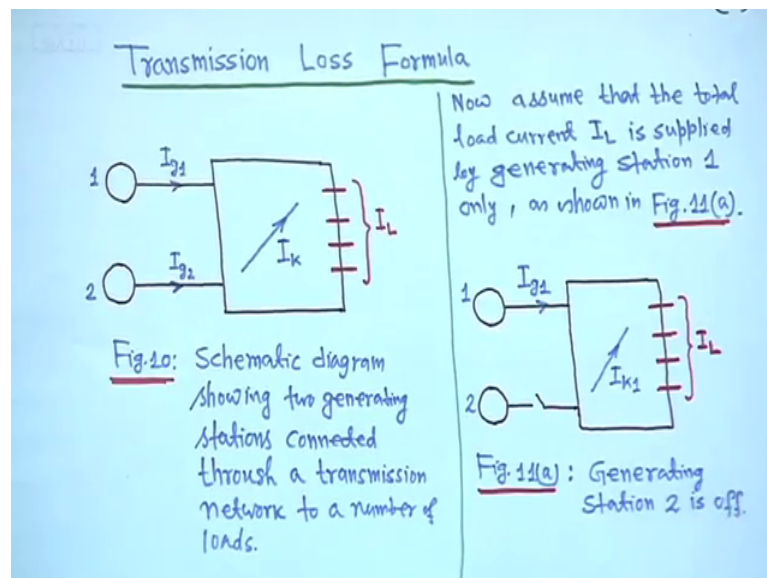 Transmission Loss Formula
1
Ig1
2
Ig2
IK
IL
Fig.10: Schematic diagram
showing two generating
stations conneded
throush a transmission
network to a number of
loads.
Now assume that the total
load current IL is supplied
by generating station 1
only, as shown in Fig.11(a).
1
Ig1
2
IK1
IL
Fig.11(a): Generating
Station 2 is off.